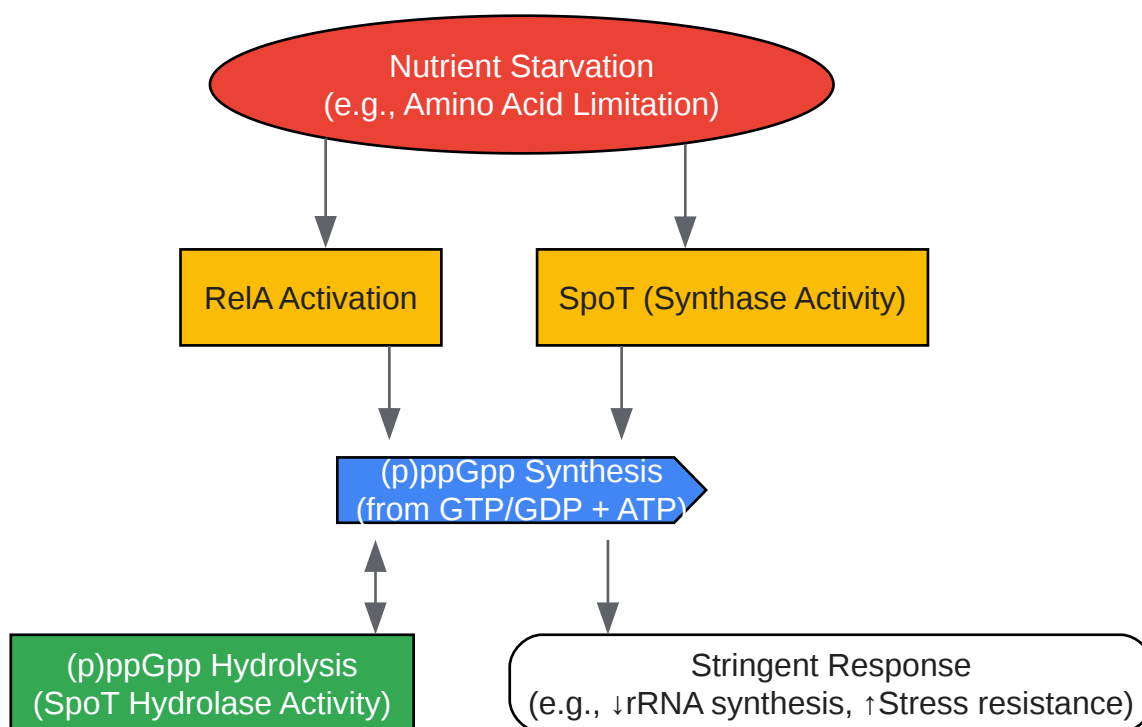 Nutrient Starvation
(e.g., Amino Acid Limitation)
RelA Activation
SpoT (Synthase Activity)
(p)ppGpp Synthesis
(from GTP/GDP + ATP)
(p)ppGpp Hydrolysis
(SpoT Hydrolase Activity)
Stringent Response
(e.g., ↓rRNA synthesis, ↑Stress resistance)